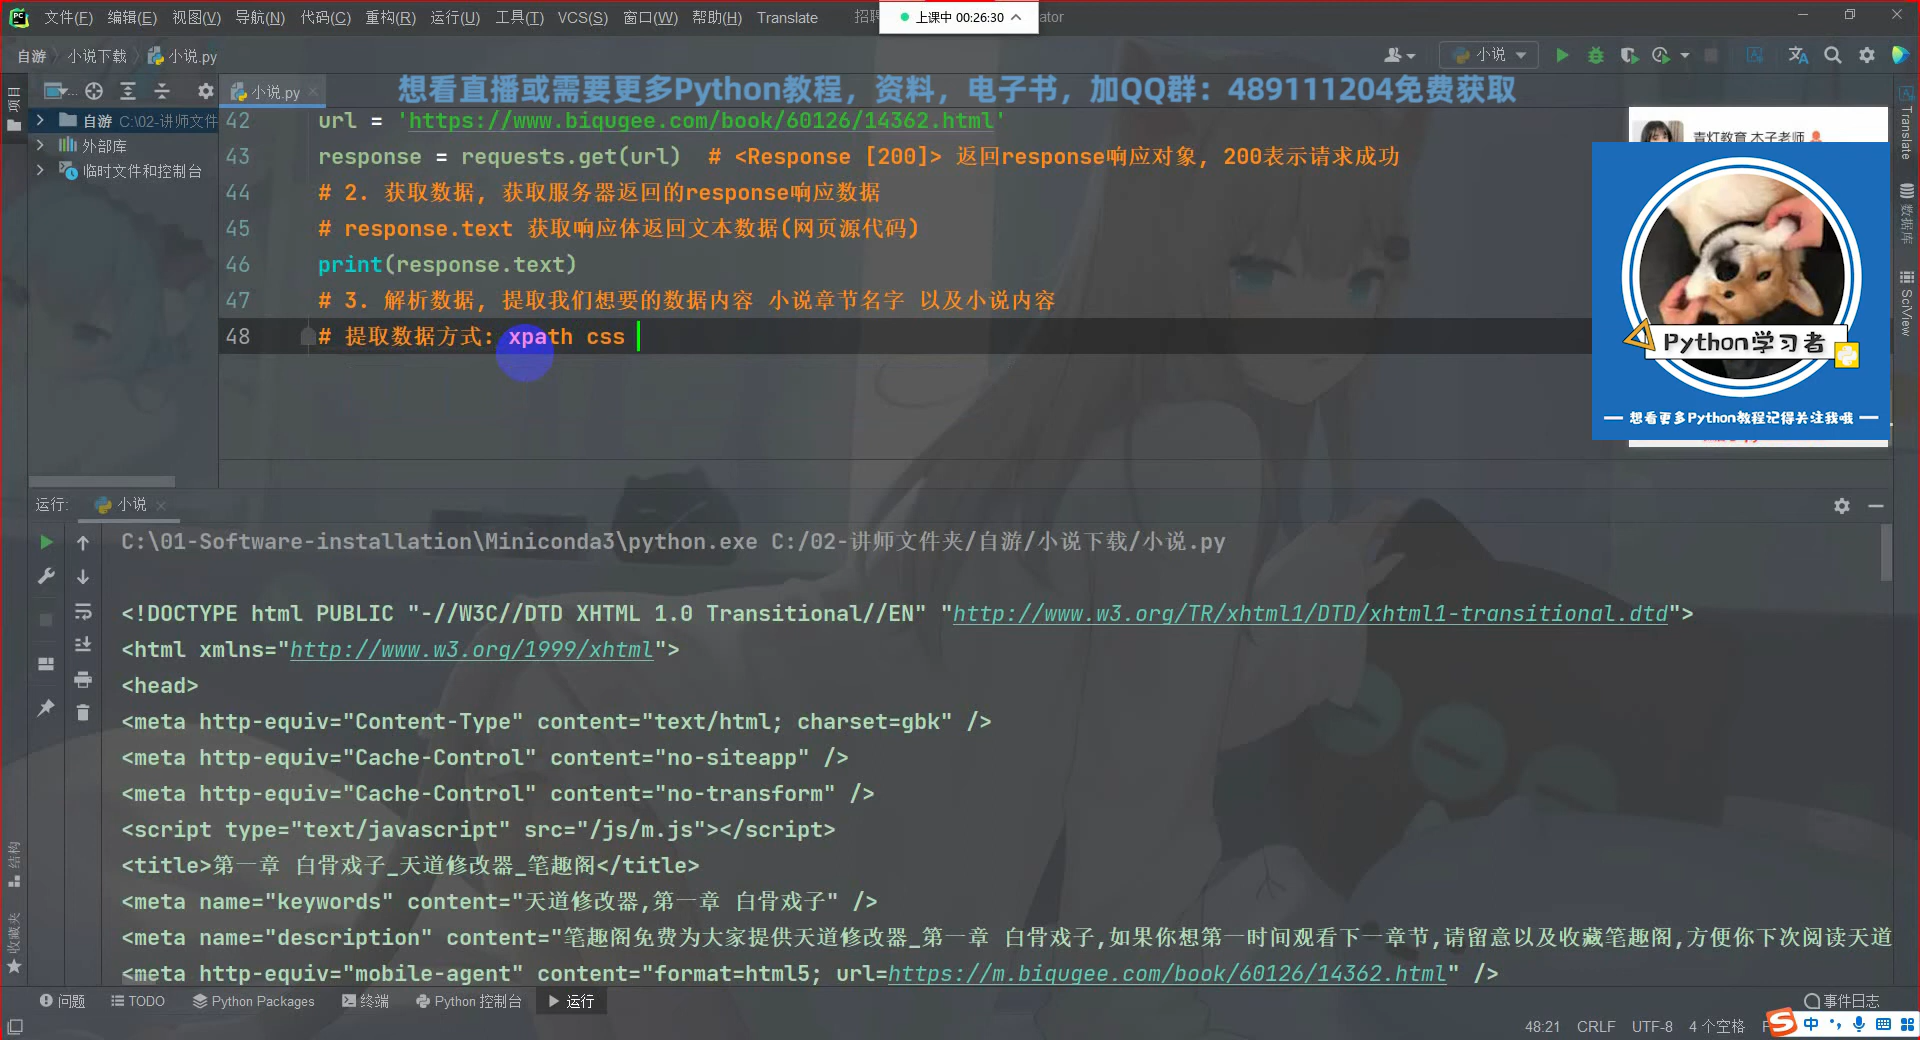 文件(F) 编辑(E) 视图(V) 导航(N) 代码(C) 重构(R) 运行(U) 工具(T) VCS(S) 窗口(W) 帮助(H) Translate
上课中 00:26:30
自游 小说下载 小说.py
小说
小说.py
想看直播或需要更多Python教程，资料，电子书，加QQ群：489111204免费获取
项目
自游 C:\02-讲师文件
外部库
临时文件和控制台
42 url = 'https://www.biqugee.com/book/60126/14362.html'
43 response = requests.get(url) # <Response [200]> 返回response响应对象, 200表示请求成功
44 # 2. 获取数据, 获取服务器返回的response响应数据
45 # response.text 获取响应体返回文本数据(网页源代码)
46 print(response.text)
47 # 3. 解析数据, 提取我们想要的数据内容 小说章节名字 以及小说内容
48 # 提取数据方式: xpath css
青灯教育 木子老师
Python学习者
想看更多Python教程记得关注我哦
Translate
数据库
SciView
运行: 小说
C:\01-Software-installation\Miniconda3\python.exe C:/02-讲师文件夹/自游/小说下载/小说.py
<!DOCTYPE html PUBLIC "-//W3C//DTD XHTML 1.0 Transitional//EN" "http://www.w3.org/TR/xhtml1/DTD/xhtml1-transitional.dtd">
<html xmlns="http://www.w3.org/1999/xhtml">
<head>
<meta http-equiv="Content-Type" content="text/html; charset=gbk" />
<meta http-equiv="Cache-Control" content="no-siteapp" />
<meta http-equiv="Cache-Control" content="no-transform" />
<script type="text/javascript" src="/js/m.js"></script>
<title>第一章 白骨戏子_天道修改器_笔趣阁</title>
<meta name="keywords" content="天道修改器,第一章 白骨戏子" />
<meta name="description" content="笔趣阁免费为大家提供天道修改器_第一章 白骨戏子,如果你想第一时间观看下一章节,请留意以及收藏笔趣阁,方便你下次阅读天道
<meta http-equiv="mobile-agent" content="format=html5; url=https://m.biqugee.com/book/60126/14362.html" />
结构
收藏夹
问题 TODO Python Packages 终端 Python 控制台 运行
事件日志
48:21 CRLF UTF-8 4 个空格
中